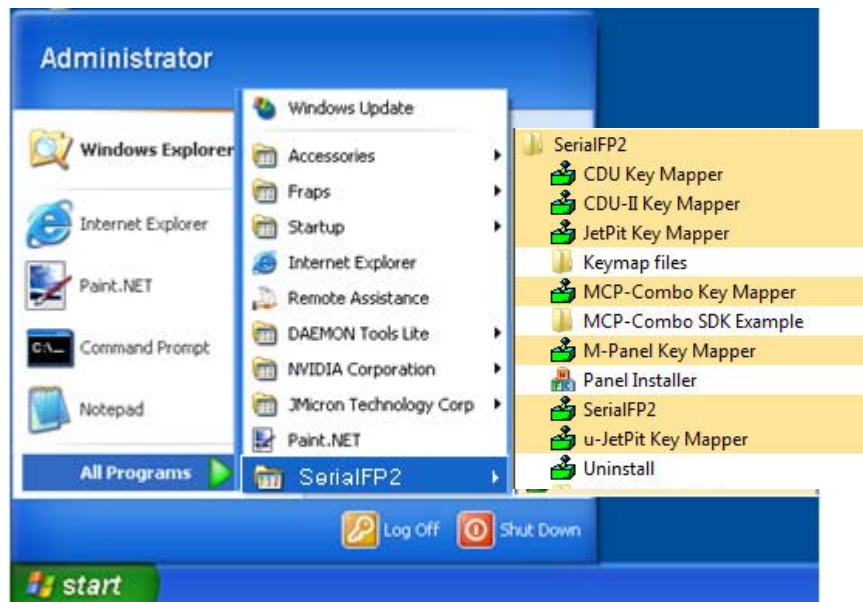 Administrator
Windows Explorer
Internet Explorer
Paint.NET
C:\_
Command Prompt
Notepad
All Programs
Windows Update
Accessories
Fraps
Startup
Internet Explorer
Remote Assistance
DAEMON Tools Lite
NVIDIA Corporation
JMicron Technology Corp
Paint.NET
SerialFP2
SerialFP2
CDU Key Mapper
CDU-II Key Mapper
JetPit Key Mapper
Keymap files
MCP-Combo Key Mapper
MCP-Combo SDK Example
M-Panel Key Mapper
Panel Installer
SerialFP2
u-JetPit Key Mapper
Uninstall
Log Off
Shut Down
start